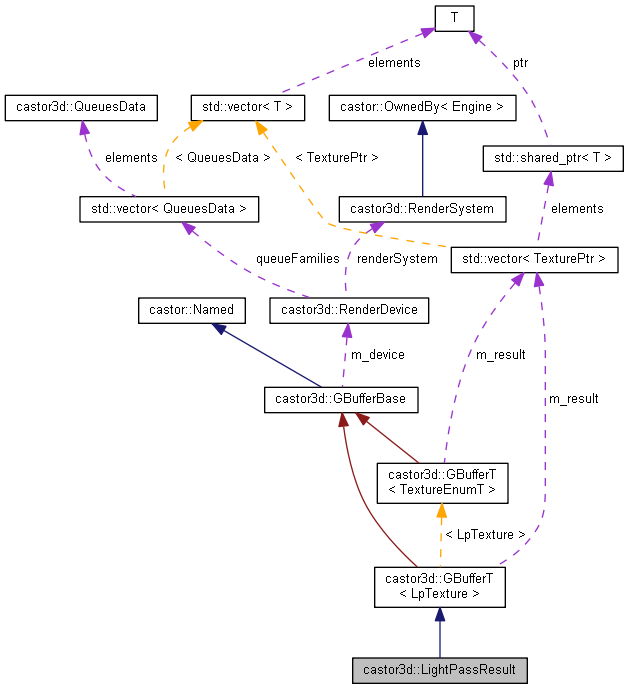 T
elements
ptr
castor3d::QueuesData
std::vector< T >
castor::OwnedBy< Engine >
elements
< QueuesData >
< TexturePtr >
std::shared_ptr< T >
std::vector< QueuesData >
castor3d::RenderSystem
elements
queueFamilies
renderSystem
std::vector< TexturePtr >
castor::Named
castor3d::RenderDevice
m_device
m_result
castor3d::GBufferBase
m_result
castor3d::GBufferT
< TextureEnumT >
< LpTexture >
castor3d::GBufferT
< LpTexture >
castor3d::LightPassResult